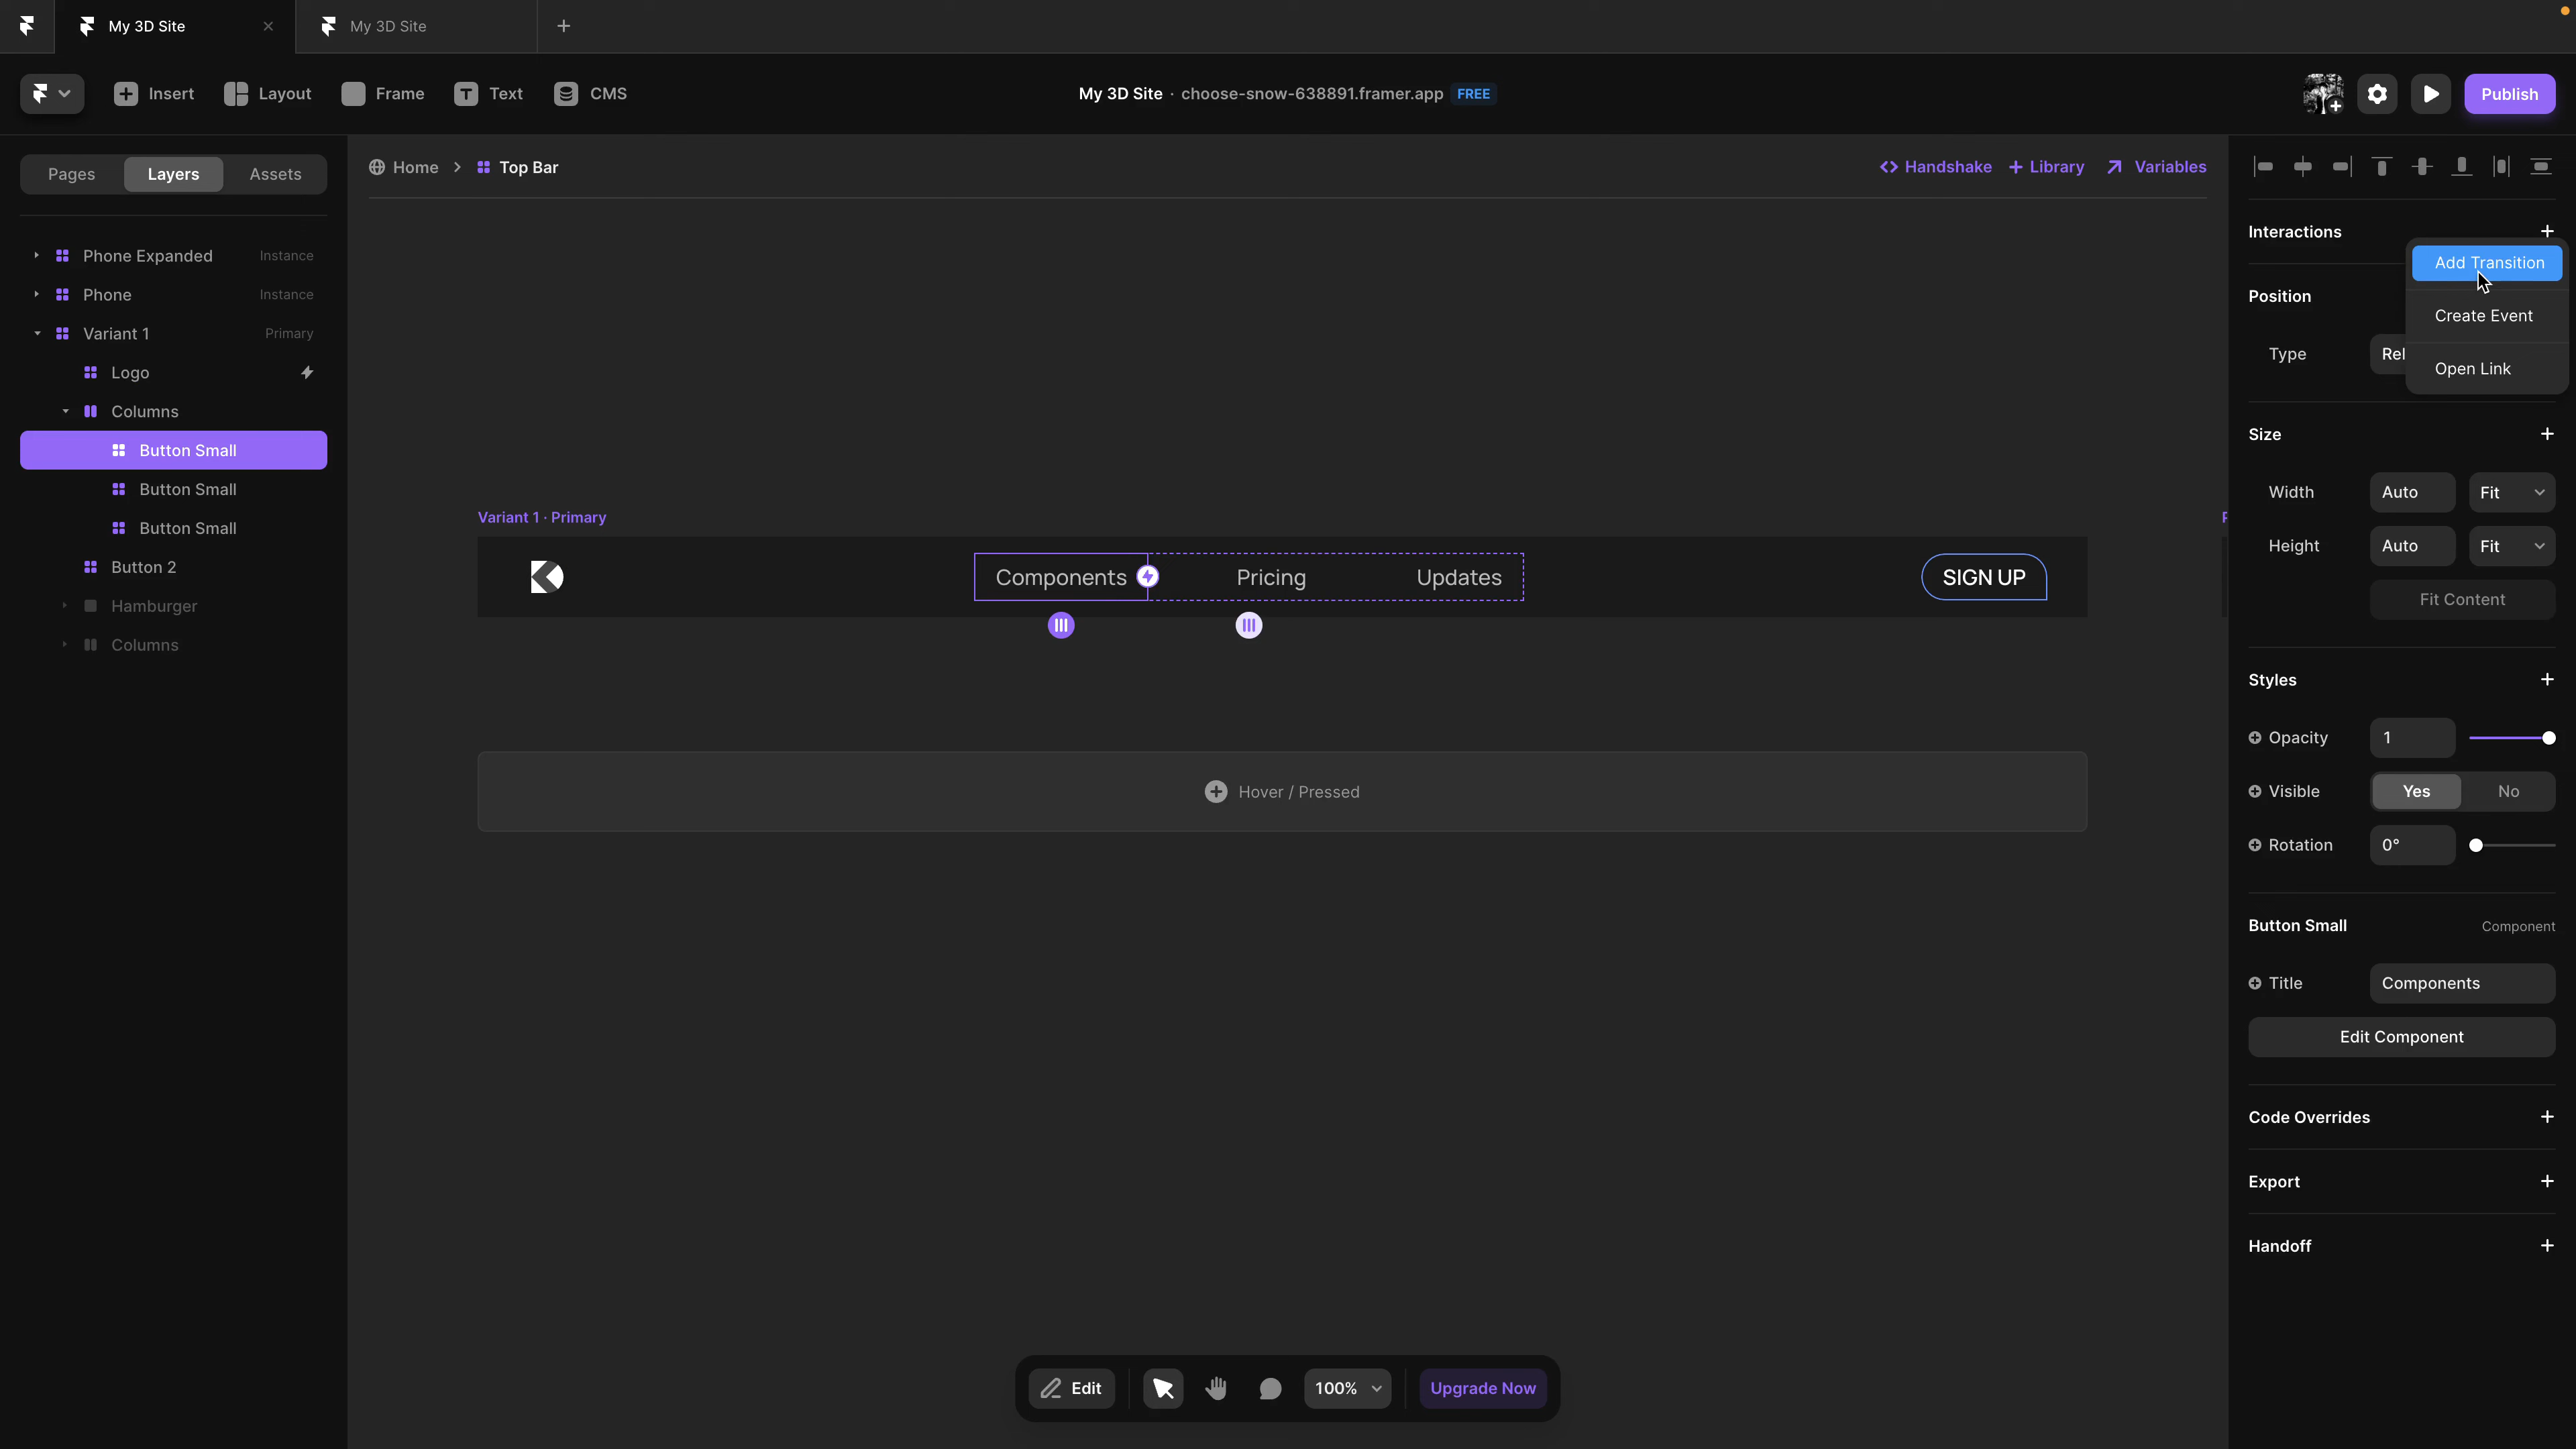 My 3D Site
My 3D Site
Insert
Layout
Frame
Text
CMS
My 3D Site · choose-snow-638891.framer.app FREE
Publish
Pages
Layers
Assets
Home
Top Bar
Handshake
Library
Variables
Phone Expanded Instance
Phone Instance
Variant 1 Primary
Logo
Columns
Button Small
Button Small
Button Small
Button 2
Hamburger
Columns
Variant 1 · Primary
Components
Pricing
Updates
SIGN UP
Hover / Pressed
Edit
100%
Upgrade Now
Interactions
Add Transition
Create Event
Open Link
Position
Type Rel
Size
Width Auto Fit
Height Auto Fit
Fit Content
Styles
Opacity 1
Visible Yes No
Rotation 0°
Button Small Component
Title Components
Edit Component
Code Overrides
Export
Handoff